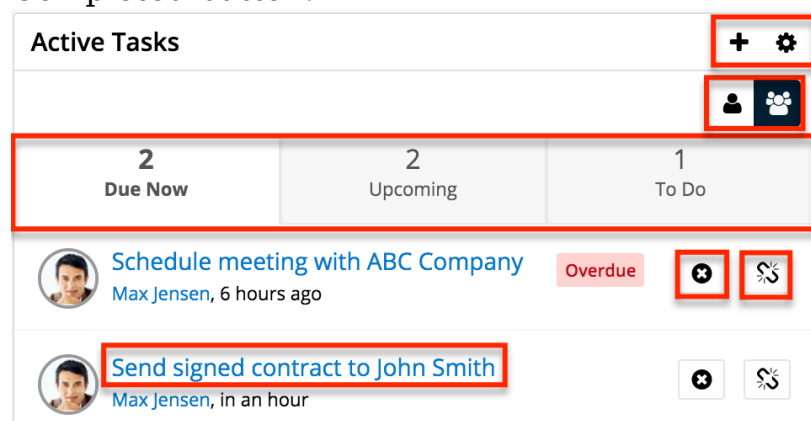 Active Tasks
2 2 1
Due Now Upcoming To Do
Schedule meeting with ABC Company Overdue
Max Jensen, 6 hours ago
Send signed contract to John Smith
Max Jensen, in an hour